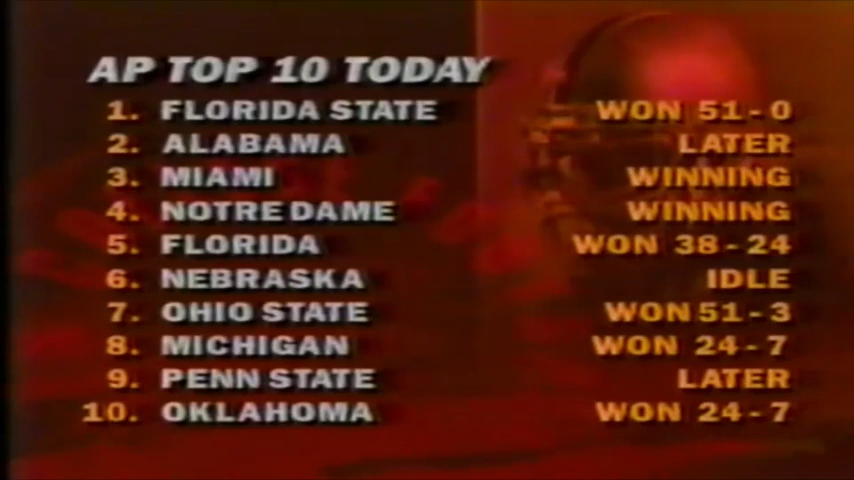 AP TOP 10 TODAY
1. FLORIDA STATE WON 51-0
2. ALABAMA LATER
3. MIAMI WINNING
4. NOTRE DAME WINNING
5. FLORIDA WON 38-24
6. NEBRASKA IDLE
7. OHIO STATE WON 51-3
8. MICHIGAN WON 24-7
9. PENN STATE LATER
10. OKLAHOMA WON 24-7